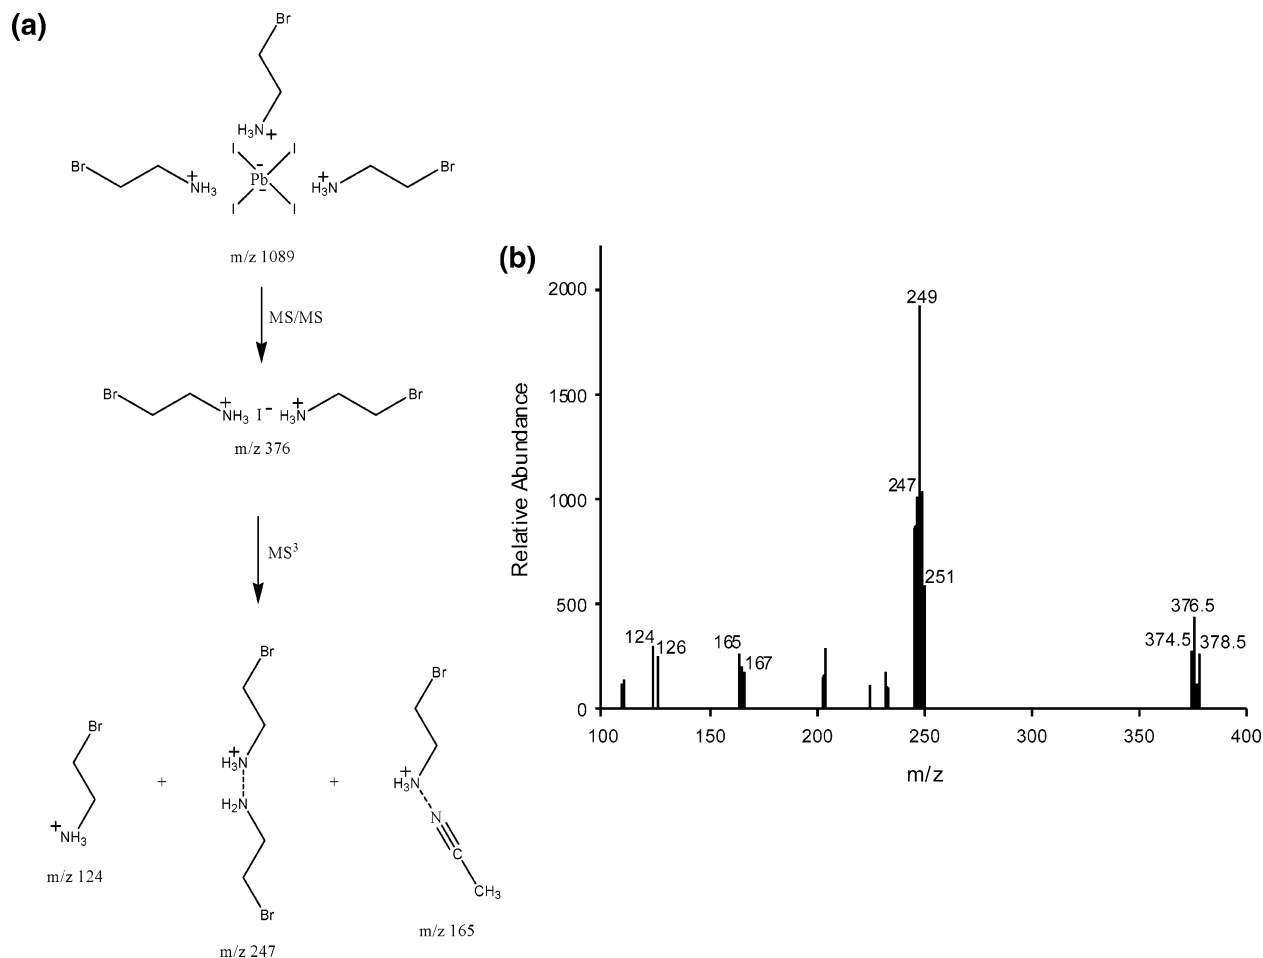 (a)
Br
H3N +
I I
Br + NH3 - Pb - + H3N Br
I I
m/z 1089
MS/MS
Br + NH3 I - + H3N Br
m/z 376
MS3
Br
+ NH3
m/z 124
+
Br
+ H3N
H2N
Br
m/z 247
+
Br
+ H3N
N
C
CH3
m/z 165
(b)
Relative Abundance
2000
1500
1000
500
0
100 150 200 250 300 350 400
m/z
124
126
165
167
247
249
251
374.5
376.5
378.5